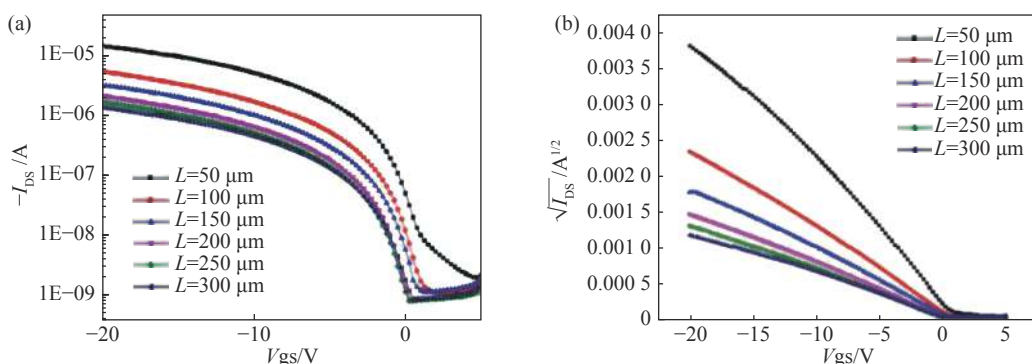 (a)
−I_DS /A
1E−05
1E−06
1E−07
1E−08
1E−09
L=50 μm
L=100 μm
L=150 μm
L=200 μm
L=250 μm
L=300 μm
−20
−10
0
Vgs/V
(b)
√I_DS/A^1/2
0.004 0
0.003 5
0.003 0
0.002 5
0.002 0
0.001 5
0.001 0
0.000 5
0.000 0
L=50 μm
L=100 μm
L=150 μm
L=200 μm
L=250 μm
L=300 μm
−20
−15
−10
−5
0
5
Vgs/V